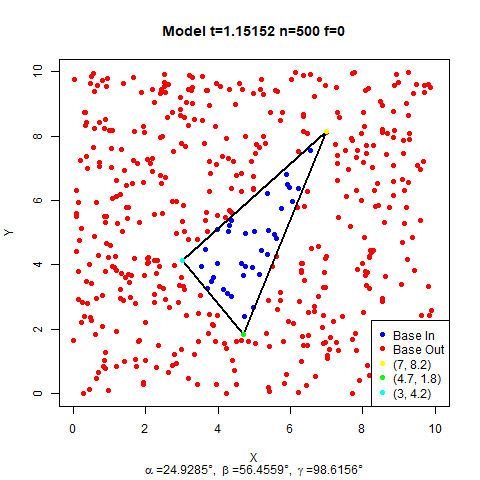 Model t=1.15152 n=500 f=0
10
8
6
4
2
0
Y
Base In
Base Out
(7, 8.2)
(4.7, 1.8)
(3, 4.2)
0 2 4 6 8 10
X
α=24.9285°, β=56.4559°, γ=98.6156°